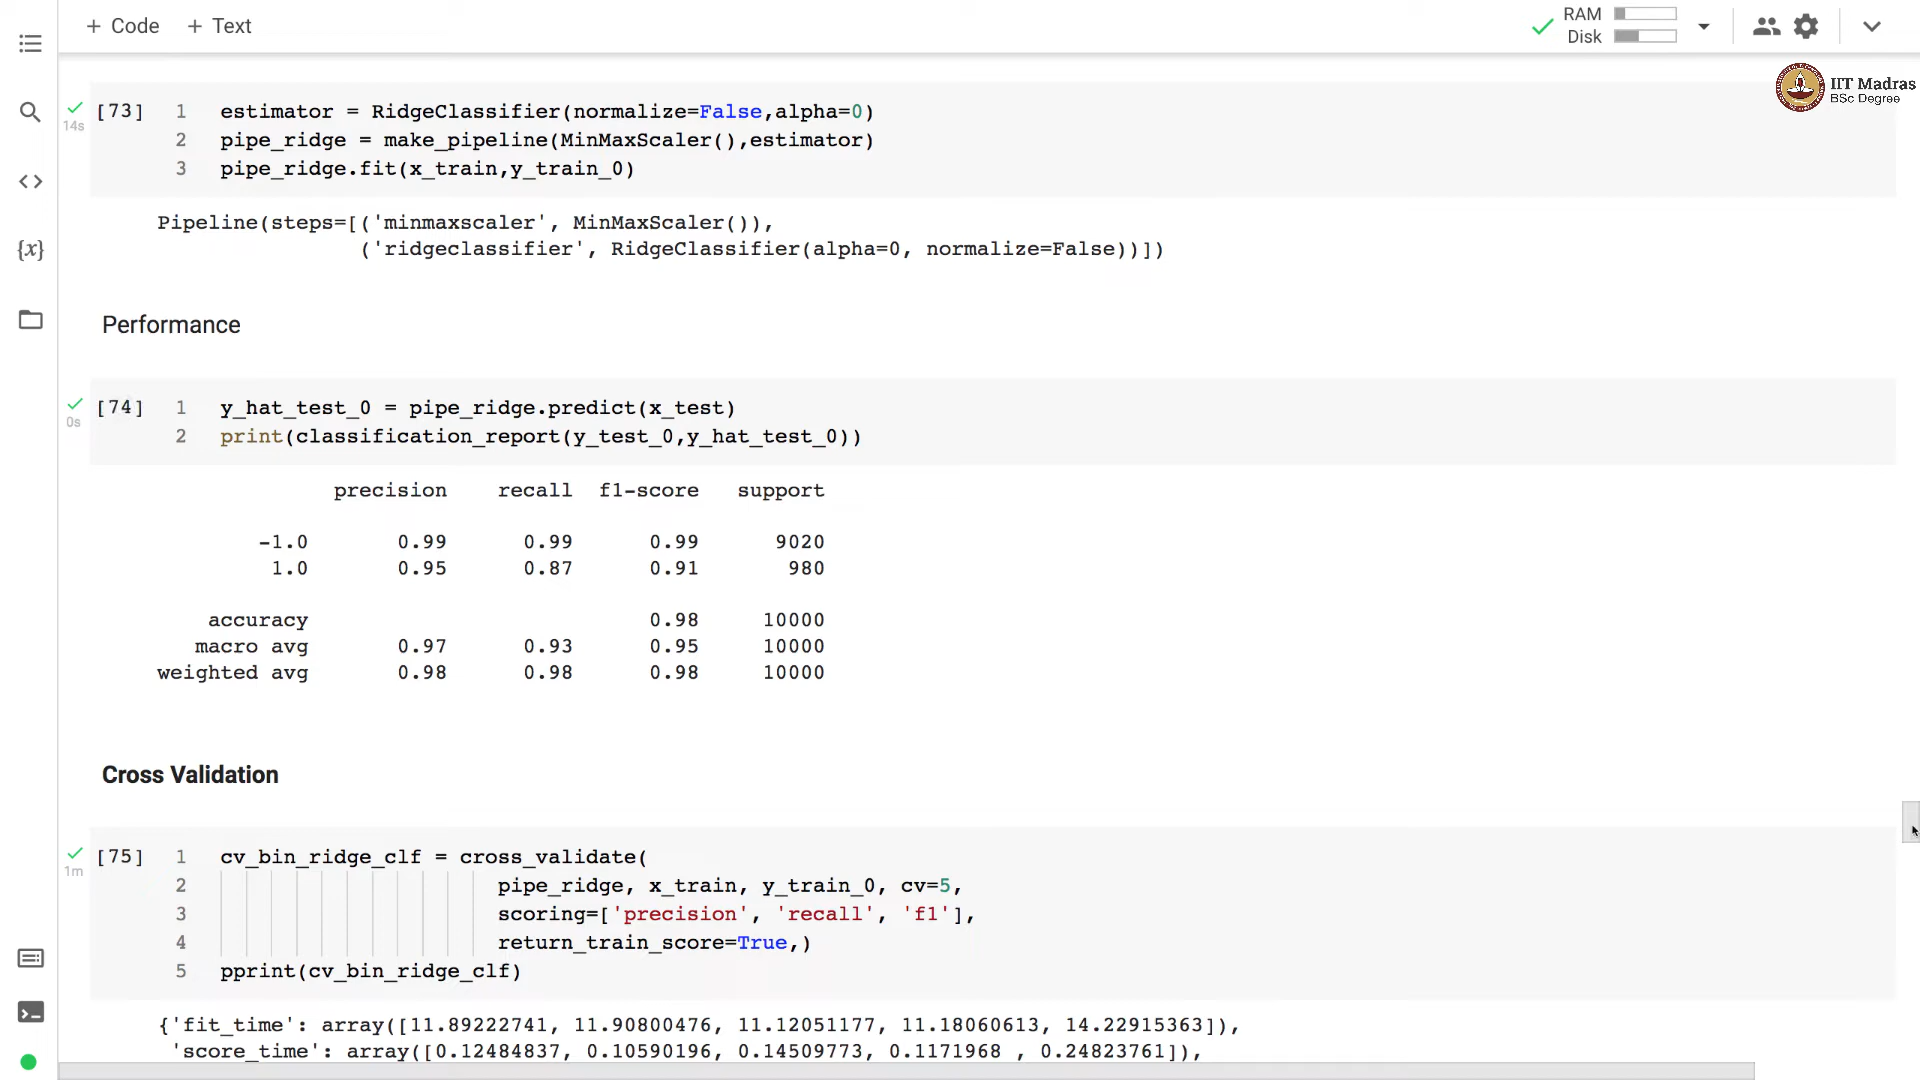 + Code + Text
RAM
Disk
IIT Madras
BSc Degree
[73] 1 estimator = RidgeClassifier(normalize=False,alpha=0)
14s
2 pipe_ridge = make_pipeline(MinMaxScaler(),estimator)
3 pipe_ridge.fit(x_train,y_train_0)
Pipeline(steps=[('minmaxscaler', MinMaxScaler()),
('ridgeclassifier', RidgeClassifier(alpha=0, normalize=False))])
Performance
[74] 1 y_hat_test_0 = pipe_ridge.predict(x_test)
0s
2 print(classification_report(y_test_0,y_hat_test_0))
precision recall f1-score support
-1.0 0.99 0.99 0.99 9020
1.0 0.95 0.87 0.91 980
accuracy 0.98 10000
macro avg 0.97 0.93 0.95 10000
weighted avg 0.98 0.98 0.98 10000
Cross Validation
[75] 1 cv_bin_ridge_clf = cross_validate(
1m
2 pipe_ridge, x_train, y_train_0, cv=5,
3 scoring=['precision', 'recall', 'f1'],
4 return_train_score=True,)
5 pprint(cv_bin_ridge_clf)
{'fit_time': array([11.89222741, 11.90800476, 11.12051177, 11.18060613, 14.22915363]),
'score_time': array([0.12484837, 0.10590196, 0.14509773, 0.1171968 , 0.24823761]),